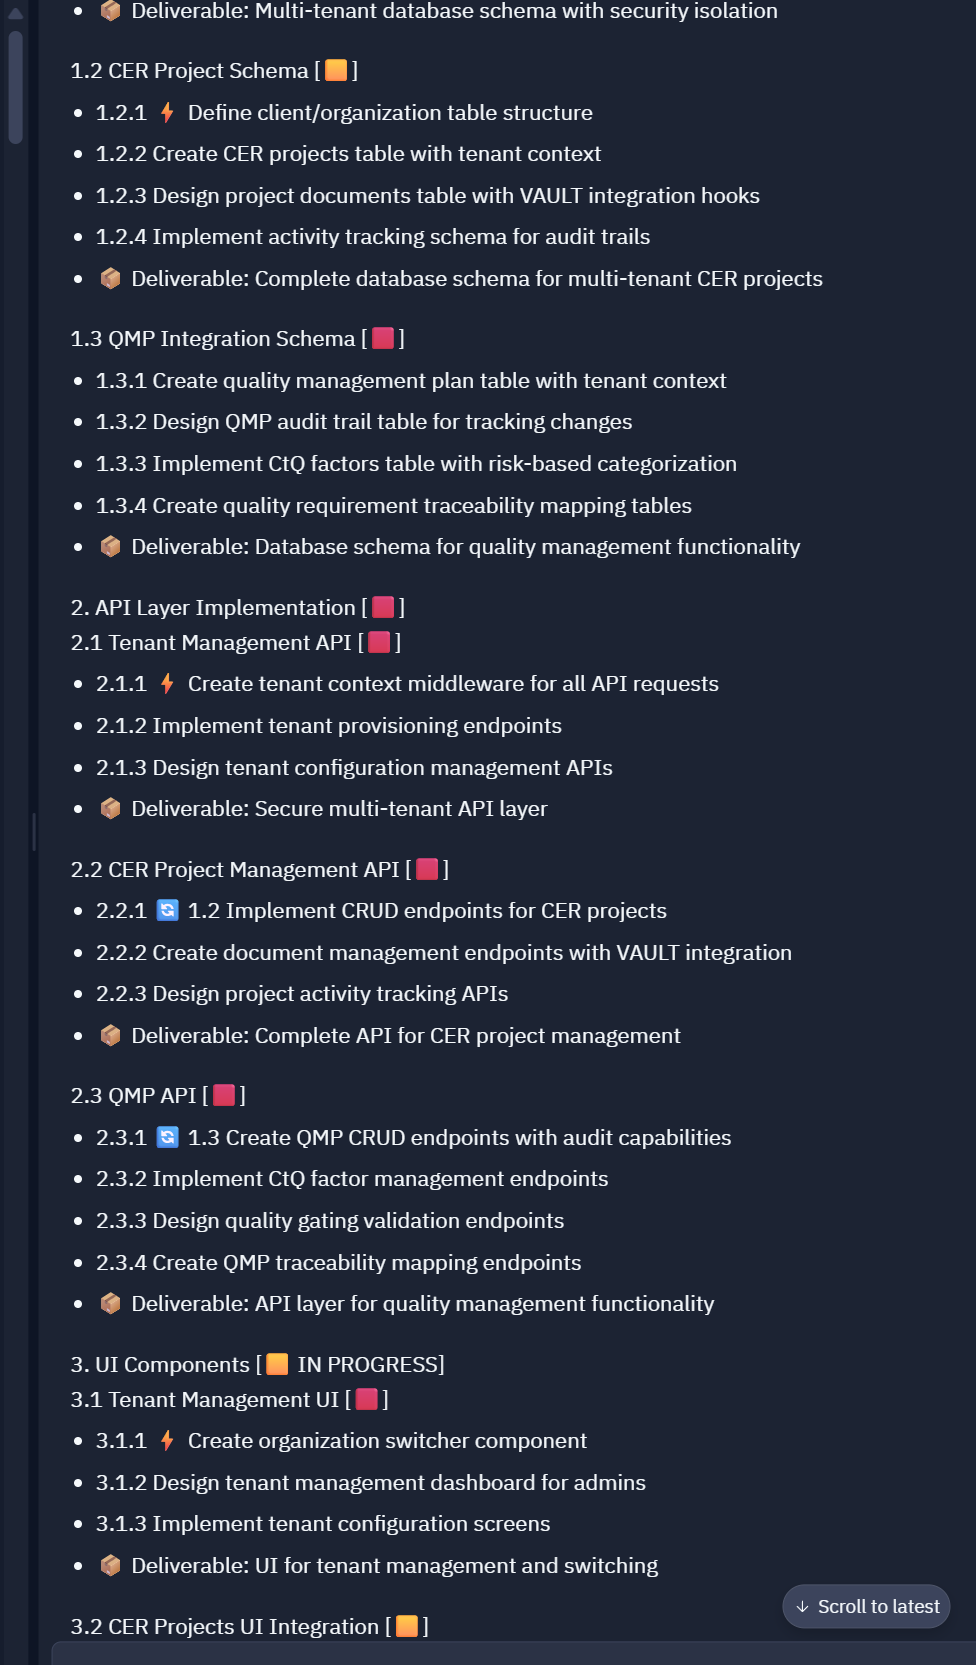 📦 Deliverable: Multi-tenant database schema with security isolation
1.2 CER Project Schema [🟧]
1.2.1 ⚡ Define client/organization table structure
1.2.2 Create CER projects table with tenant context
1.2.3 Design project documents table with VAULT integration hooks
1.2.4 Implement activity tracking schema for audit trails
📦 Deliverable: Complete database schema for multi-tenant CER projects
1.3 QMP Integration Schema [🟥]
1.3.1 Create quality management plan table with tenant context
1.3.2 Design QMP audit trail table for tracking changes
1.3.3 Implement CtQ factors table with risk-based categorization
1.3.4 Create quality requirement traceability mapping tables
📦 Deliverable: Database schema for quality management functionality
2. API Layer Implementation [🟥]
2.1 Tenant Management API [🟥]
2.1.1 ⚡ Create tenant context middleware for all API requests
2.1.2 Implement tenant provisioning endpoints
2.1.3 Design tenant configuration management APIs
📦 Deliverable: Secure multi-tenant API layer
2.2 CER Project Management API [🟥]
2.2.1 🔄 1.2 Implement CRUD endpoints for CER projects
2.2.2 Create document management endpoints with VAULT integration
2.2.3 Design project activity tracking APIs
📦 Deliverable: Complete API for CER project management
2.3 QMP API [🟥]
2.3.1 🔄 1.3 Create QMP CRUD endpoints with audit capabilities
2.3.2 Implement CtQ factor management endpoints
2.3.3 Design quality gating validation endpoints
2.3.4 Create QMP traceability mapping endpoints
📦 Deliverable: API layer for quality management functionality
3. UI Components [🟧 IN PROGRESS]
3.1 Tenant Management UI [🟥]
3.1.1 ⚡ Create organization switcher component
3.1.2 Design tenant management dashboard for admins
3.1.3 Implement tenant configuration screens
📦 Deliverable: UI for tenant management and switching
↓ Scroll to latest
3.2 CER Projects UI Integration [🟧]